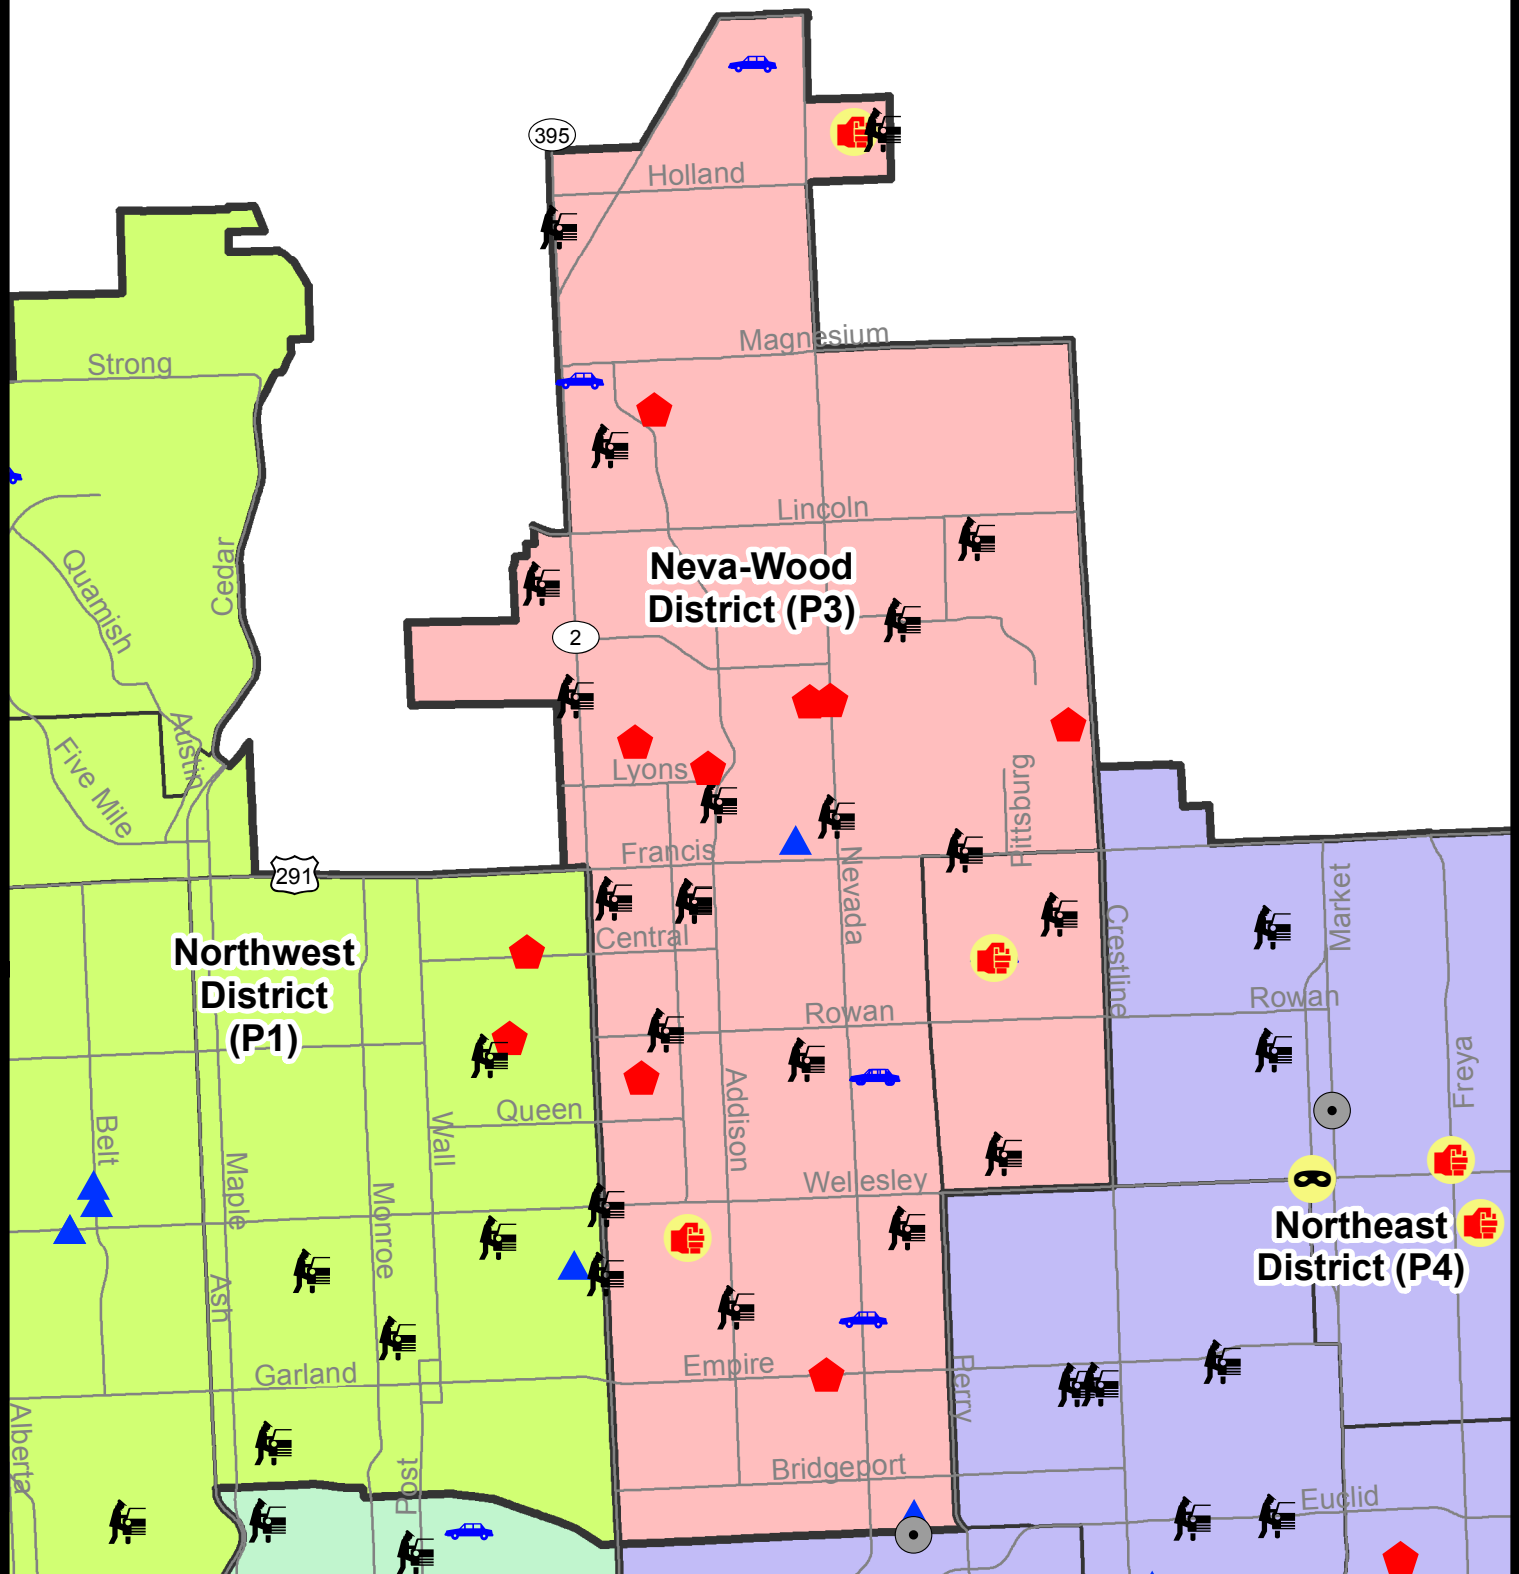 395
Holland
Magnesium
Strong
Lincoln
Cedar
Quamish
Neva-Wood
District (P3)
2
Austin
Five Mile
Lyons
Pittsburg
Francis
Nevada
291
Market
Central
Crestline
Northwest
District
(P1)
Rowan
Rowan
Freya
Queen
Belt
Wall
Addison
Maple
Monroe
Wellesley
Northeast
District (P4)
Ash
Empire
Garland
Perry
Alberta
Post
Bridgeport
Euclid